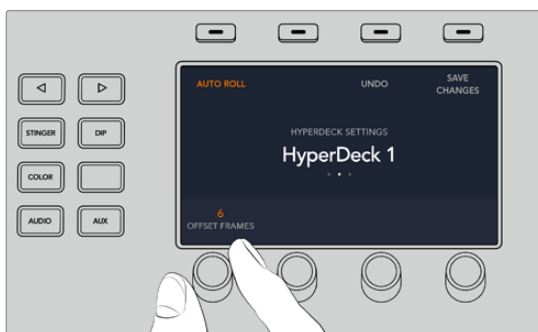 AUTO ROLL
UNDO
SAVE
CHANGES
STINGER
DIP
HYPERDECK SETTINGS
HyperDeck 1
COLOR
AUDIO
AUX
6
OFFSET FRAMES